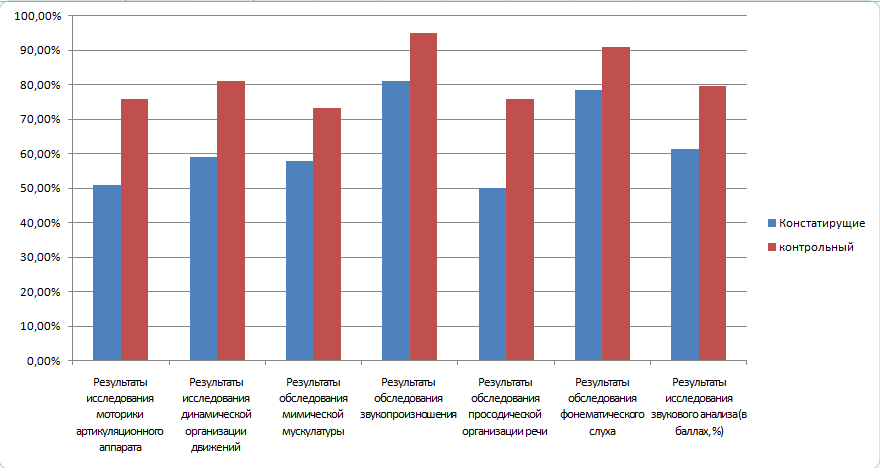 100,00%
90,00%
80,00%
70,00%
60,00%
50,00%
40,00%
30,00%
20,00%
10,00%
0,00%
Результаты
исследования
моторики
артикуляционного
аппарата
Результаты
исследования
динамической
организации
движений
Результаты
обследования
мимической
мускулатуры
Результаты
обследования
звукопроизношения
Результаты
обследования
просодической
организации речи
Результаты
обследования
фонематического
слуха
Результаты
исследования
звукового анализа (в
баллах, %)
Констатирущие
контрольный